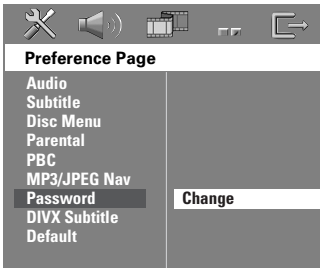 Preference Page
Audio
Subtitle
Disc Menu
Parental
PBC
MP3/JPEG Nav
Password
Change
DIVX Subtitle
Default